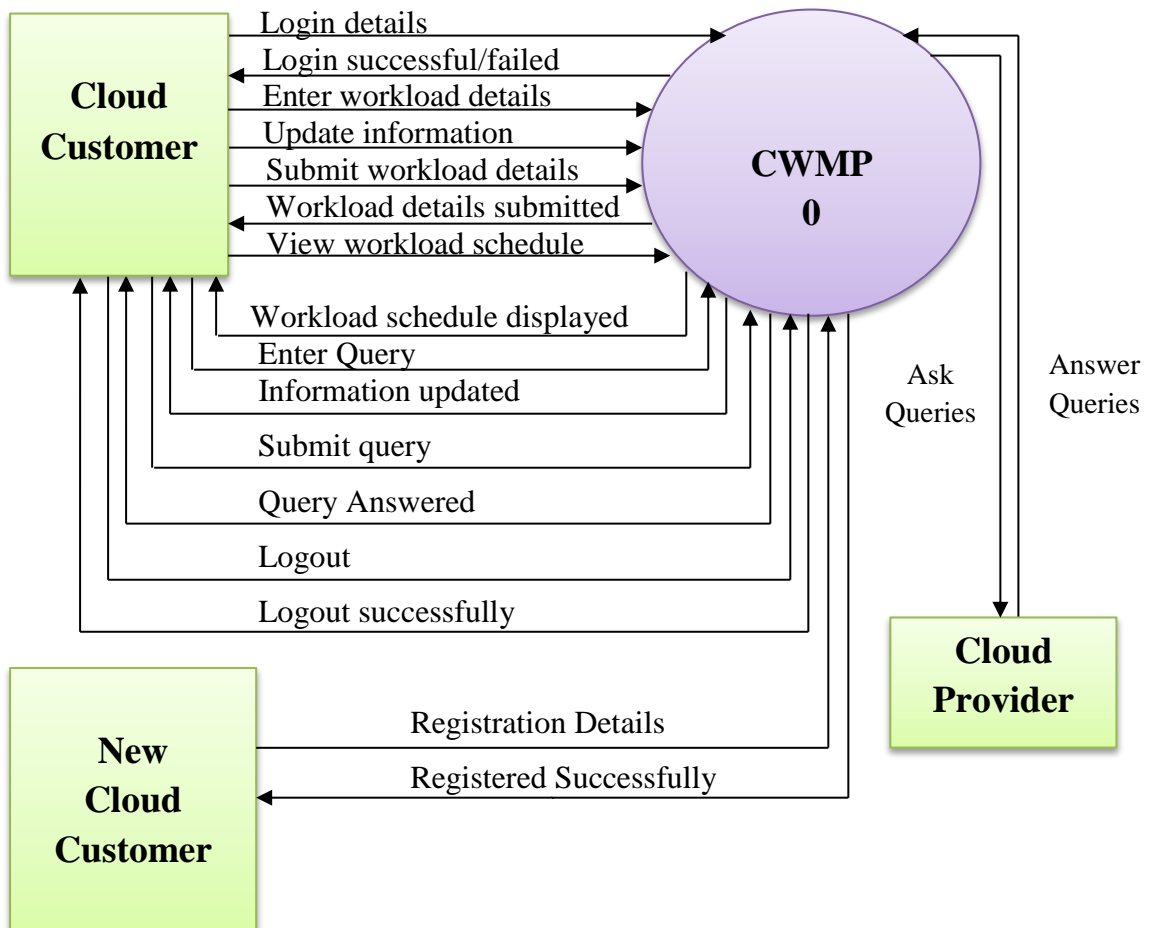 Login details
Login successful/failed
Enter workload details
Update information
Submit workload details
Workload details submitted
View workload schedule
Cloud
Customer
CWMP
0
Workload schedule displayed
Enter Query
Information updated
Submit query
Query Answered
Logout
Logout successfully
Ask
Queries
Answer
Queries
Cloud
Provider
New
Cloud
Customer
Registration Details
Registered Successfully